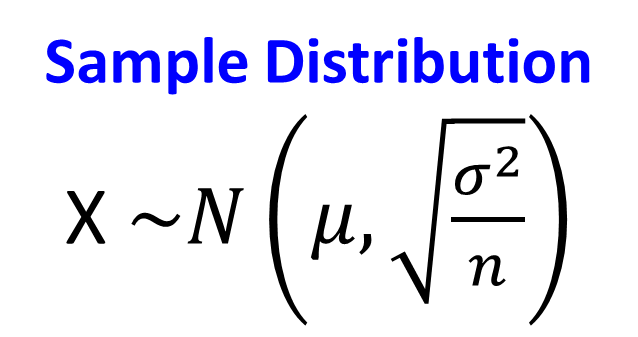 Sample Distribution
X ~N (μ, √(σ²/n))